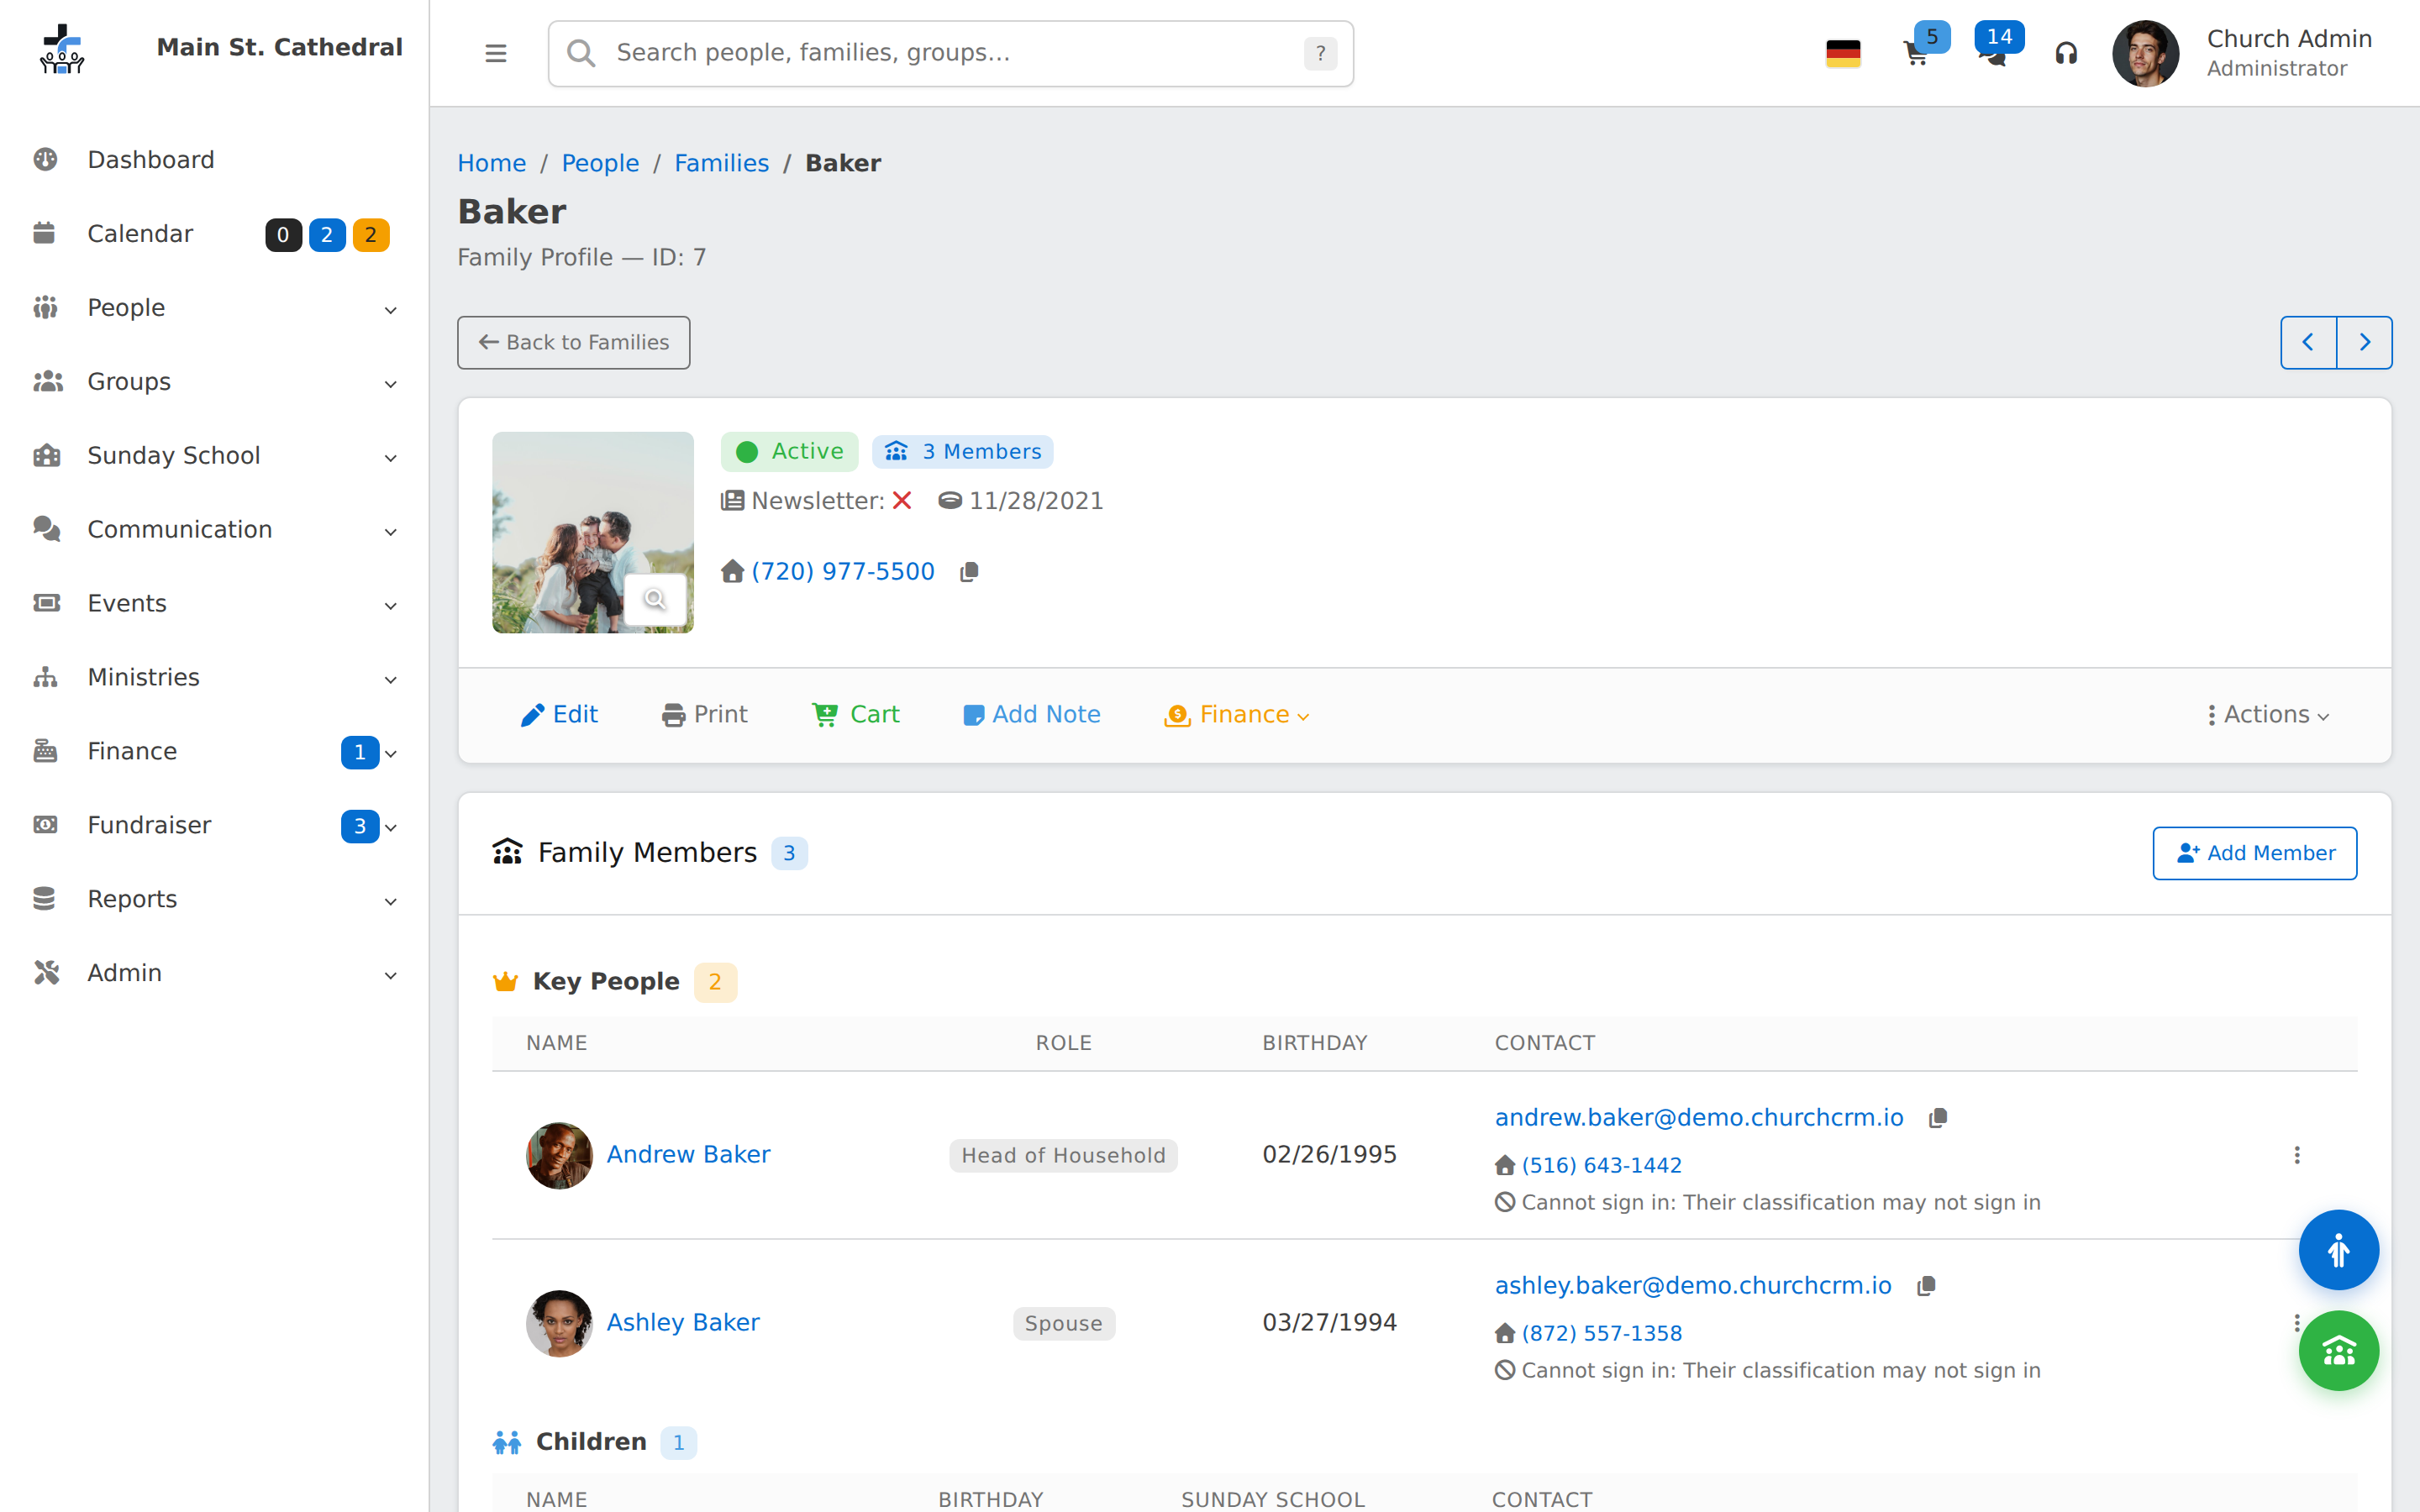 Main St. Cathedral
Search people, families, groups...
?
5
14
Church Admin
Administrator
Dashboard
Calendar 0 2 2
People
Groups
Sunday School
Communication
Events
Ministries
Finance 1
Fundraiser 3
Reports
Admin
Home / People / Families / Baker
Baker
Family Profile — ID: 7
Back to Families
Active 3 Members
Newsletter: 11/28/2021
(720) 977-5500
Edit Print Cart Add Note Finance Actions
Family Members 3 Add Member
Key People 2
NAME ROLE BIRTHDAY CONTACT
andrew.baker@demo.churchcrm.io
Andrew Baker Head of Household 02/26/1995
(516) 643-1442
Cannot sign in: Their classification may not sign in
ashley.baker@demo.churchcrm.io
Ashley Baker Spouse 03/27/1994
(872) 557-1358
Cannot sign in: Their classification may not sign in
Children 1
NAME BIRTHDAY SUNDAY SCHOOL CONTACT